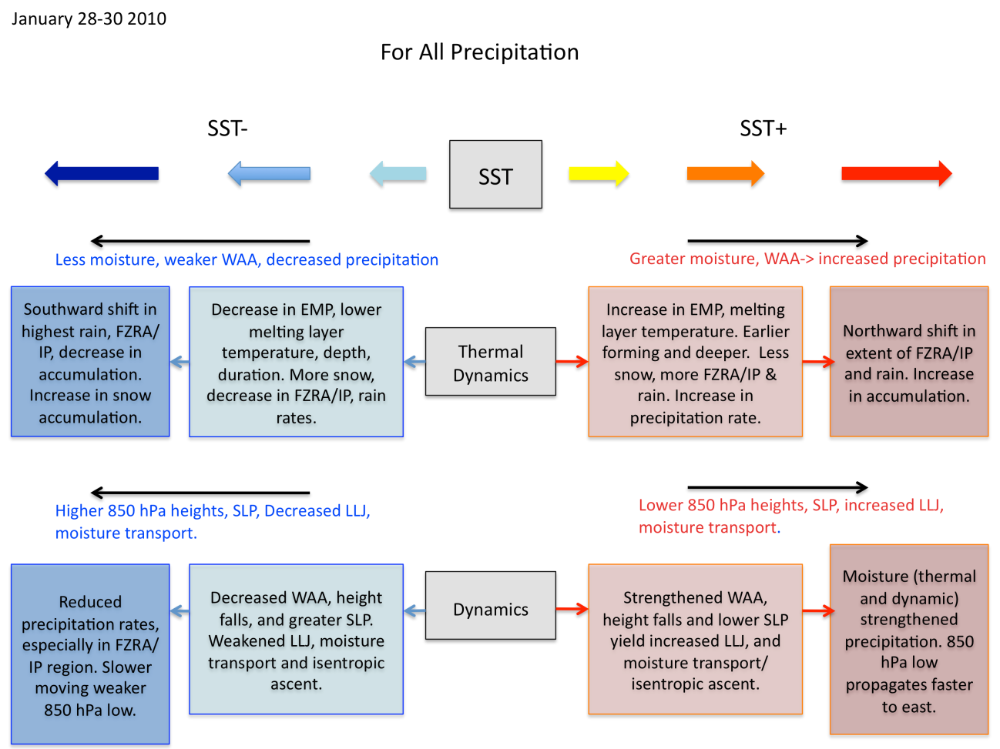 January 28-30 2010
For All Precipitation
SST-
SST+
SST
Less moisture, weaker WAA, decreased precipitation
Greater moisture, WAA-> increased precipitation
Southward shift in
highest rain, FZRA/
IP, decrease in
accumulation.
Increase in snow
accumulation.
Decrease in EMP, lower
melting layer
temperature, depth,
duration. More snow,
decrease in FZRA/IP, rain
rates.
Thermal
Dynamics
Increase in EMP, melting
layer temperature. Earlier
forming and deeper.  Less
snow, more FZRA/IP &
rain. Increase in
precipitation rate.
Northward shift in
extent of FZRA/IP
and rain. Increase
in accumulation.
Higher 850 hPa heights, SLP, Decreased LLJ,
moisture transport.
Lower 850 hPa heights, SLP, increased LLJ,
moisture transport.
Reduced
precipitation rates,
especially in FZRA/
IP region. Slower
moving weaker
850 hPa low.
Decreased WAA, height
falls, and greater SLP.
Weakened LLJ, moisture
transport and isentropic
ascent.
Dynamics
Strengthened WAA,
height falls and lower SLP
yield increased LLJ, and
moisture transport/
isentropic ascent.
Moisture (thermal
and dynamic)
strengthened
precipitation. 850
hPa low
propagates faster
to east.